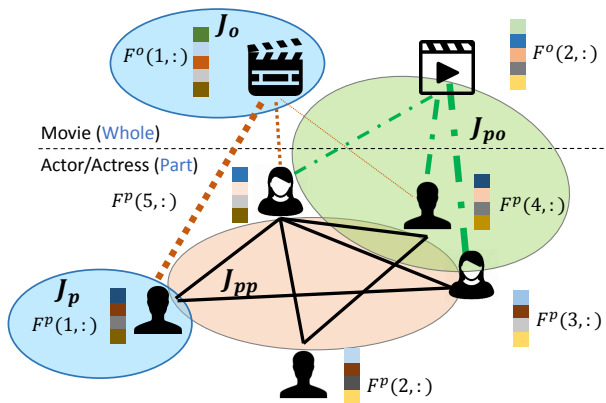 J_o
F^o(1,:)
F^o(2,:)
J_po
Movie (Whole)
Actor/Actress (Part)
F^p(5,:)
F^p(4,:)
J_pp
J_p
F^p(1,:)
F^p(3,:)
F^p(2,:)